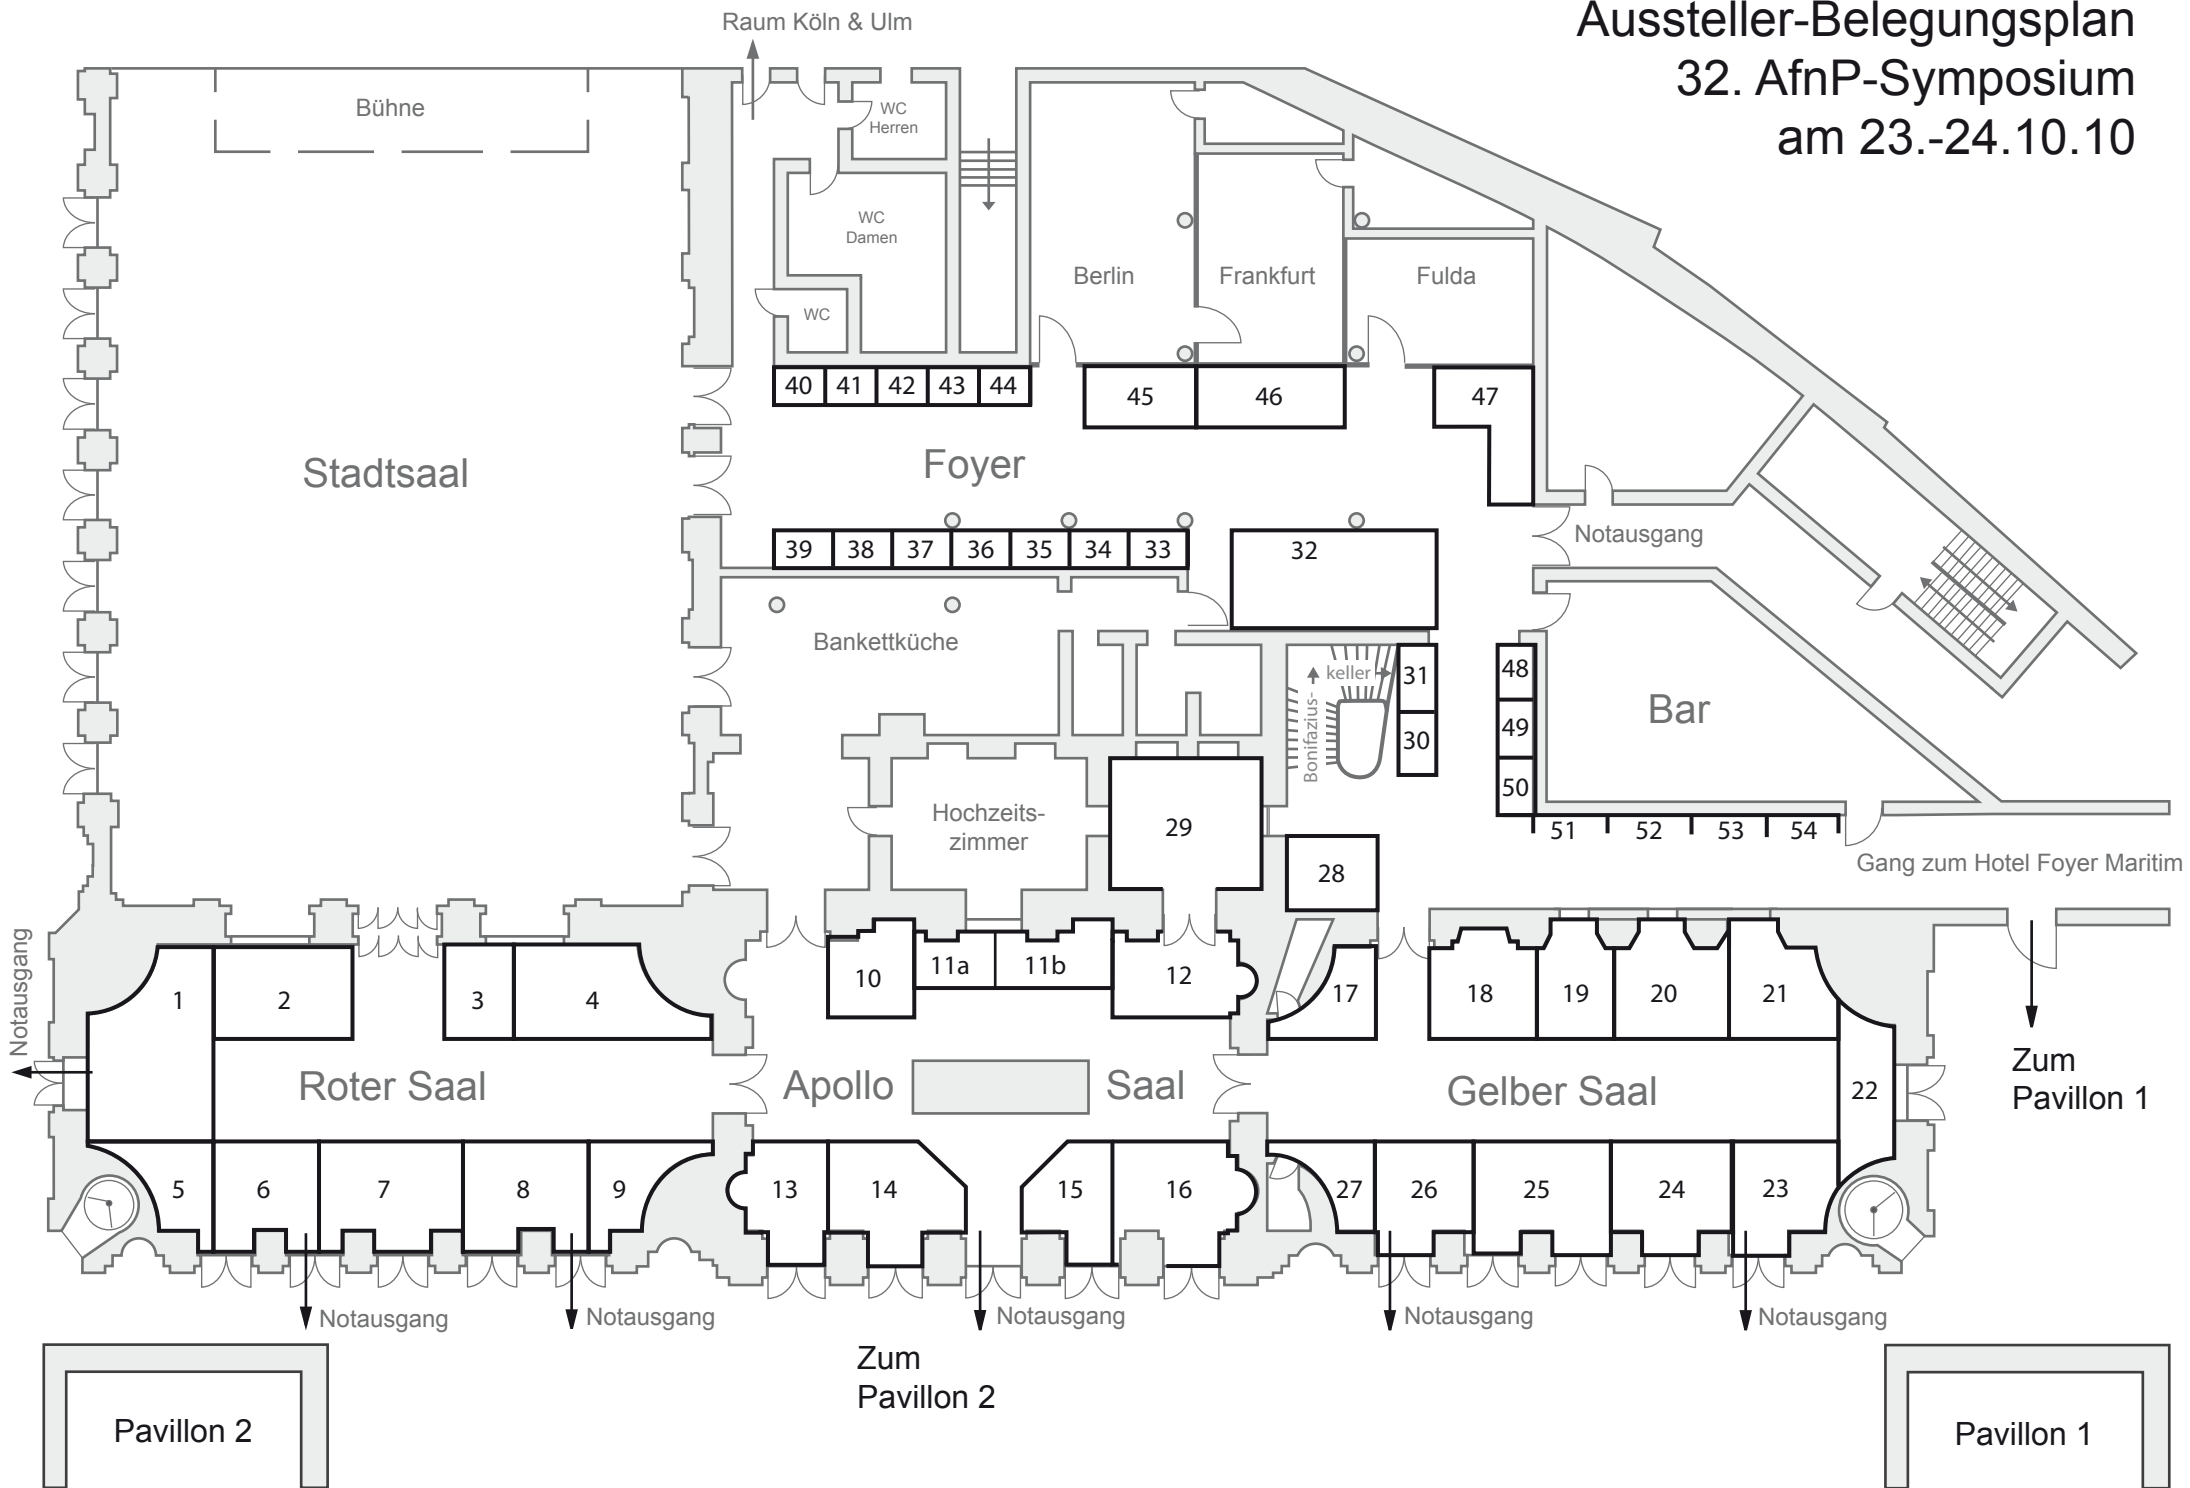 Aussteller-Belegungsplan
32. AfnP-Symposium
am 23.-24.10.10
Raum Köln & Ulm
Bühne
WC
Herren
WC
Damen
WC
Berlin
Frankfurt
Fulda
40 41 42 43 44
45 46 47
Stadtsaal
Foyer
Notausgang
39 38 37 36 35 34 33
32
Bankettküche
Bonifazius-
keller
31
30
48
49
50
Bar
51 52 53 54
Hochzeits-
zimmer
29
28
Gang zum Hotel Foyer Maritim
Notausgang
1 2 3 4
10 11a 11b 12
17 18 19 20 21
22
Roter Saal
Apollo Saal
Gelber Saal
Zum
Pavillon 1
5 6 7 8 9
13 14 15 16
27 26 25 24 23
Notausgang
Notausgang
Notausgang
Notausgang
Notausgang
Zum
Pavillon 2
Pavillon 2
Pavillon 1